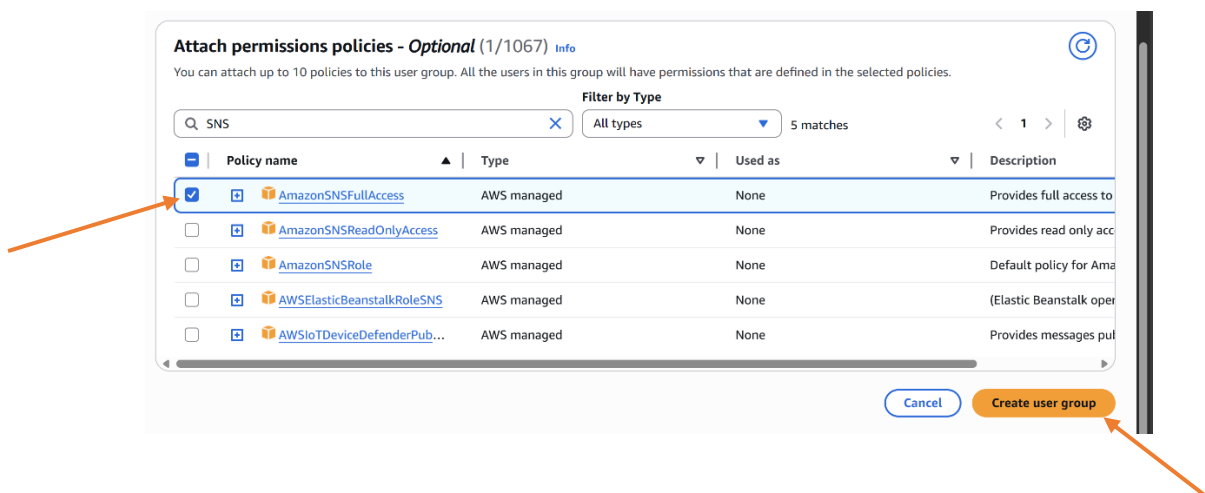 Attach permissions policies - Optional (1/1067) Info
You can attach up to 10 policies to this user group. All the users in this group will have permissions that are defined in the selected policies.
Filter by Type
SNS All types 5 matches 1
Policy name Type Used as Description
AmazonSNSFullAccess AWS managed None Provides full access to
AmazonSNSReadOnlyAccess AWS managed None Provides read only acc
AmazonSNSRole AWS managed None Default policy for Ama
AWSElasticBeanstalkRoleSNS AWS managed None (Elastic Beanstalk oper
AWSIoTDeviceDefenderPub... AWS managed None Provides messages pul
Cancel Create user group